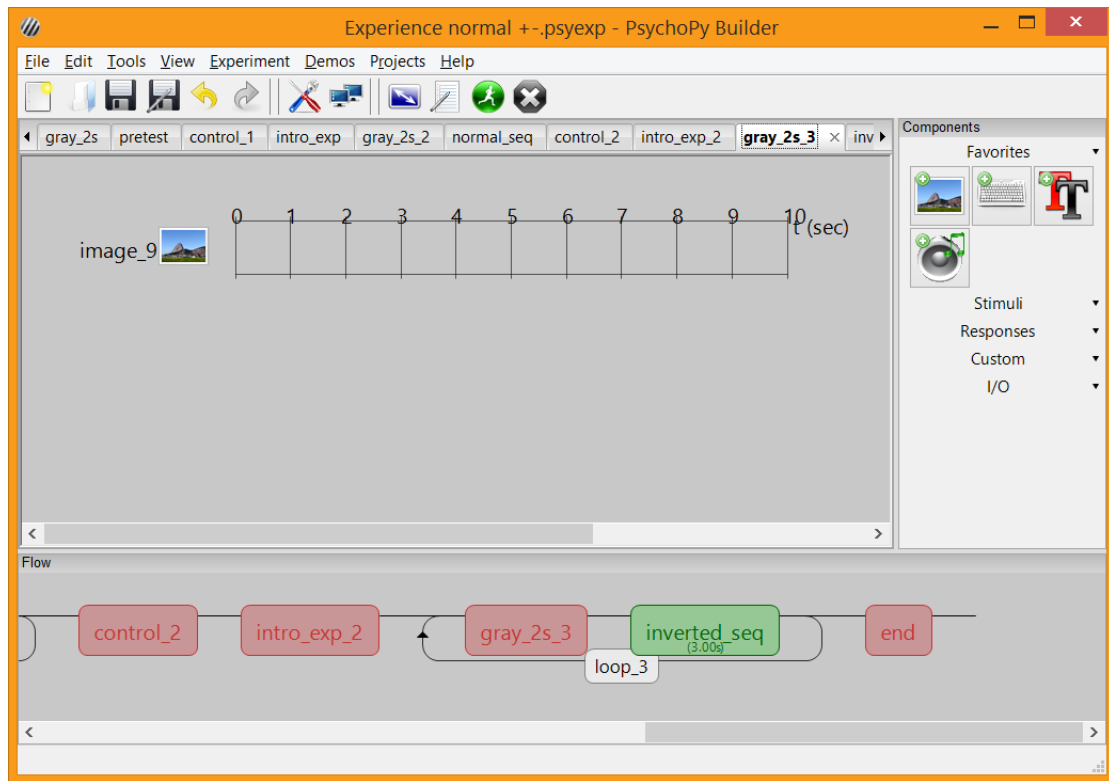 Experience normal +-.psyexp - PsychoPy Builder
File Edit Tools View Experiment Demos Projects Help
gray_2s pretest control_1 intro_exp gray_2s_2 normal_seq control_2 intro_exp_2 gray_2s_3 inv
Components
Favorites
0 1 2 3 4 5 6 7 8 9 10
t (sec)
image_9
Stimuli
Responses
Custom
I/O
Flow
control_2 intro_exp_2 gray_2s_3 inverted_seq end
(3.00s)
loop_3